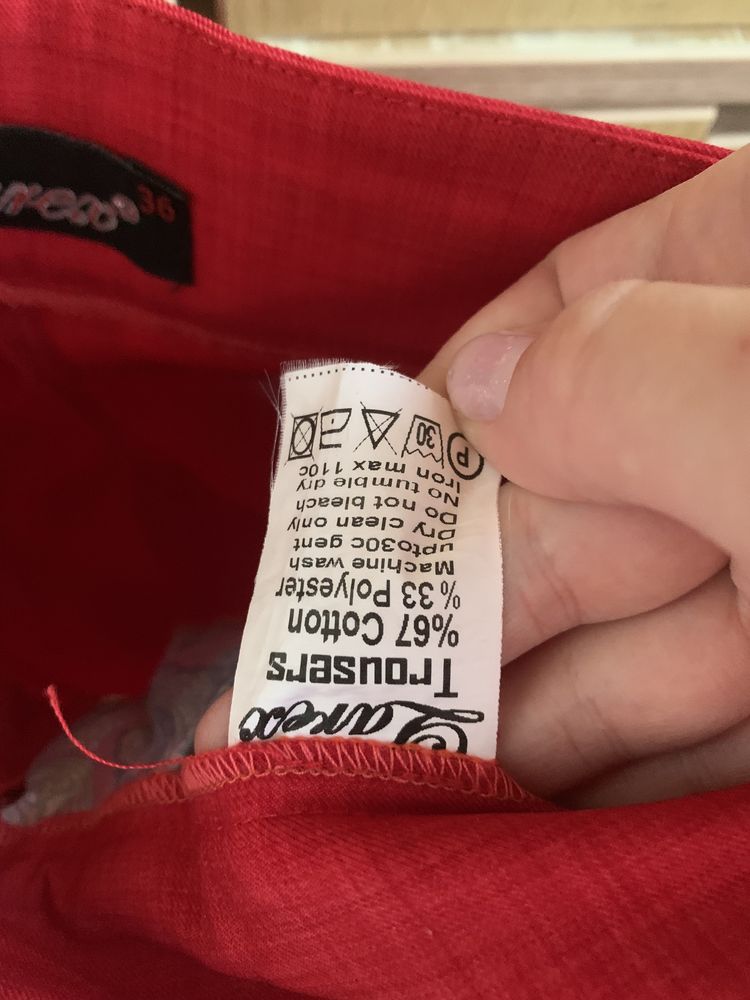 36
Larex
Trousers
%67 Cotton
%33 Polyester
Machine wash
upto30c gent
Dry clean only
Do not bleach
No tumble dry
Iron max 110c
P 30